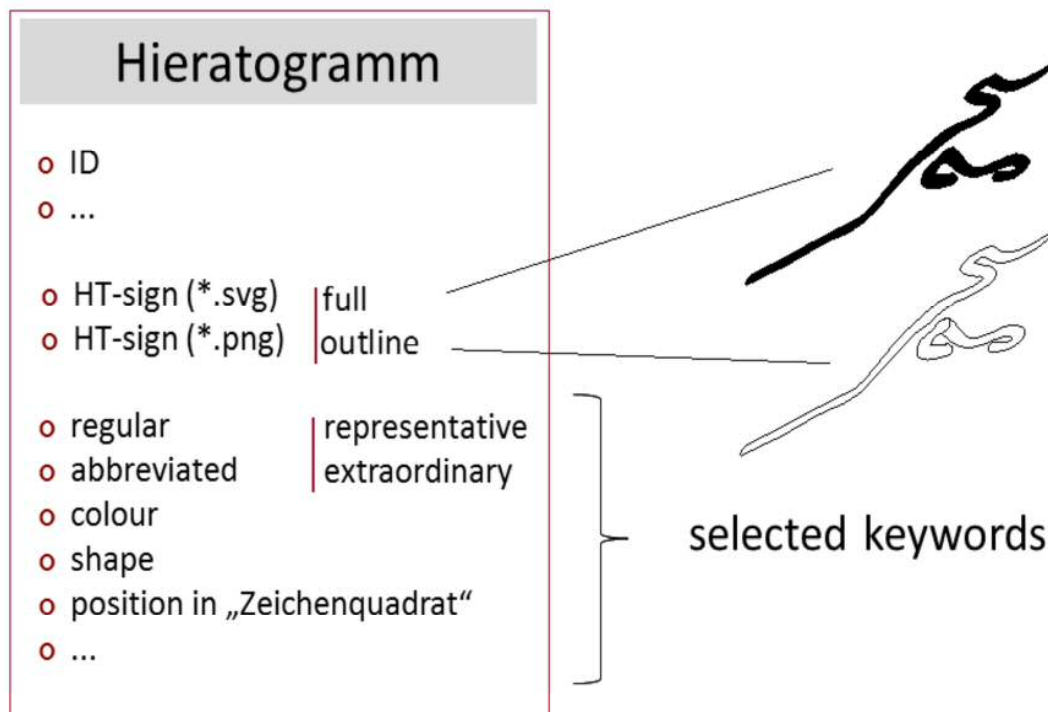 Hieratogramm
o ID
o ...
o HT-sign (*.svg) full
o HT-sign (*.png) outline
o regular representative
o abbreviated extraordinary
o colour
o shape
o position in „Zeichenquadrat“
o ...
selected keywords